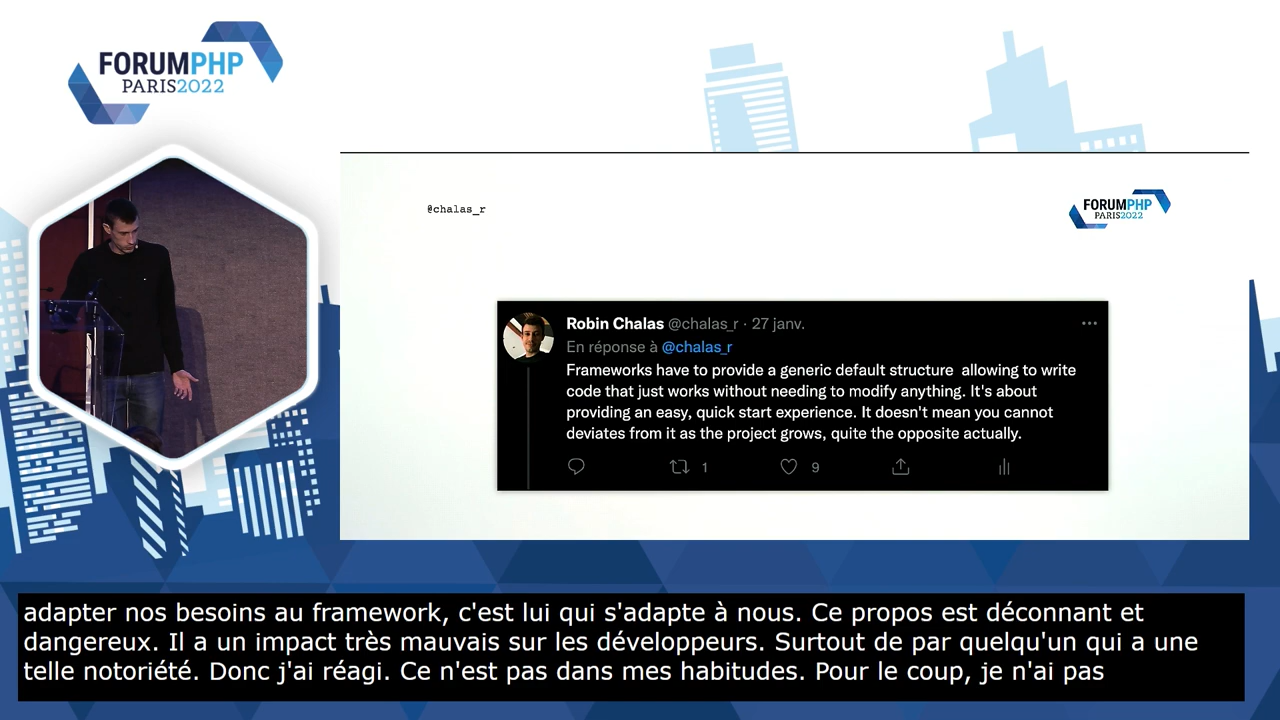 FORUMPHP
PARIS2022
@chalas_r
FORUMPHP
PARIS2022
Robin Chalas @chalas_r · 27 janv.
En réponse à @chalas_r
Frameworks have to provide a generic default structure allowing to write
code that just works without needing to modify anything. It's about
providing an easy, quick start experience. It doesn't mean you cannot
deviates from it as the project grows, quite the opposite actually.
1 9
adapter nos besoins au framework, c'est lui qui s'adapte à nous. Ce propos est déconnant et
dangereux. Il a un impact très mauvais sur les développeurs. Surtout de par quelqu'un qui a une
telle notoriété. Donc j'ai réagi. Ce n'est pas dans mes habitudes. Pour le coup, je n'ai pas